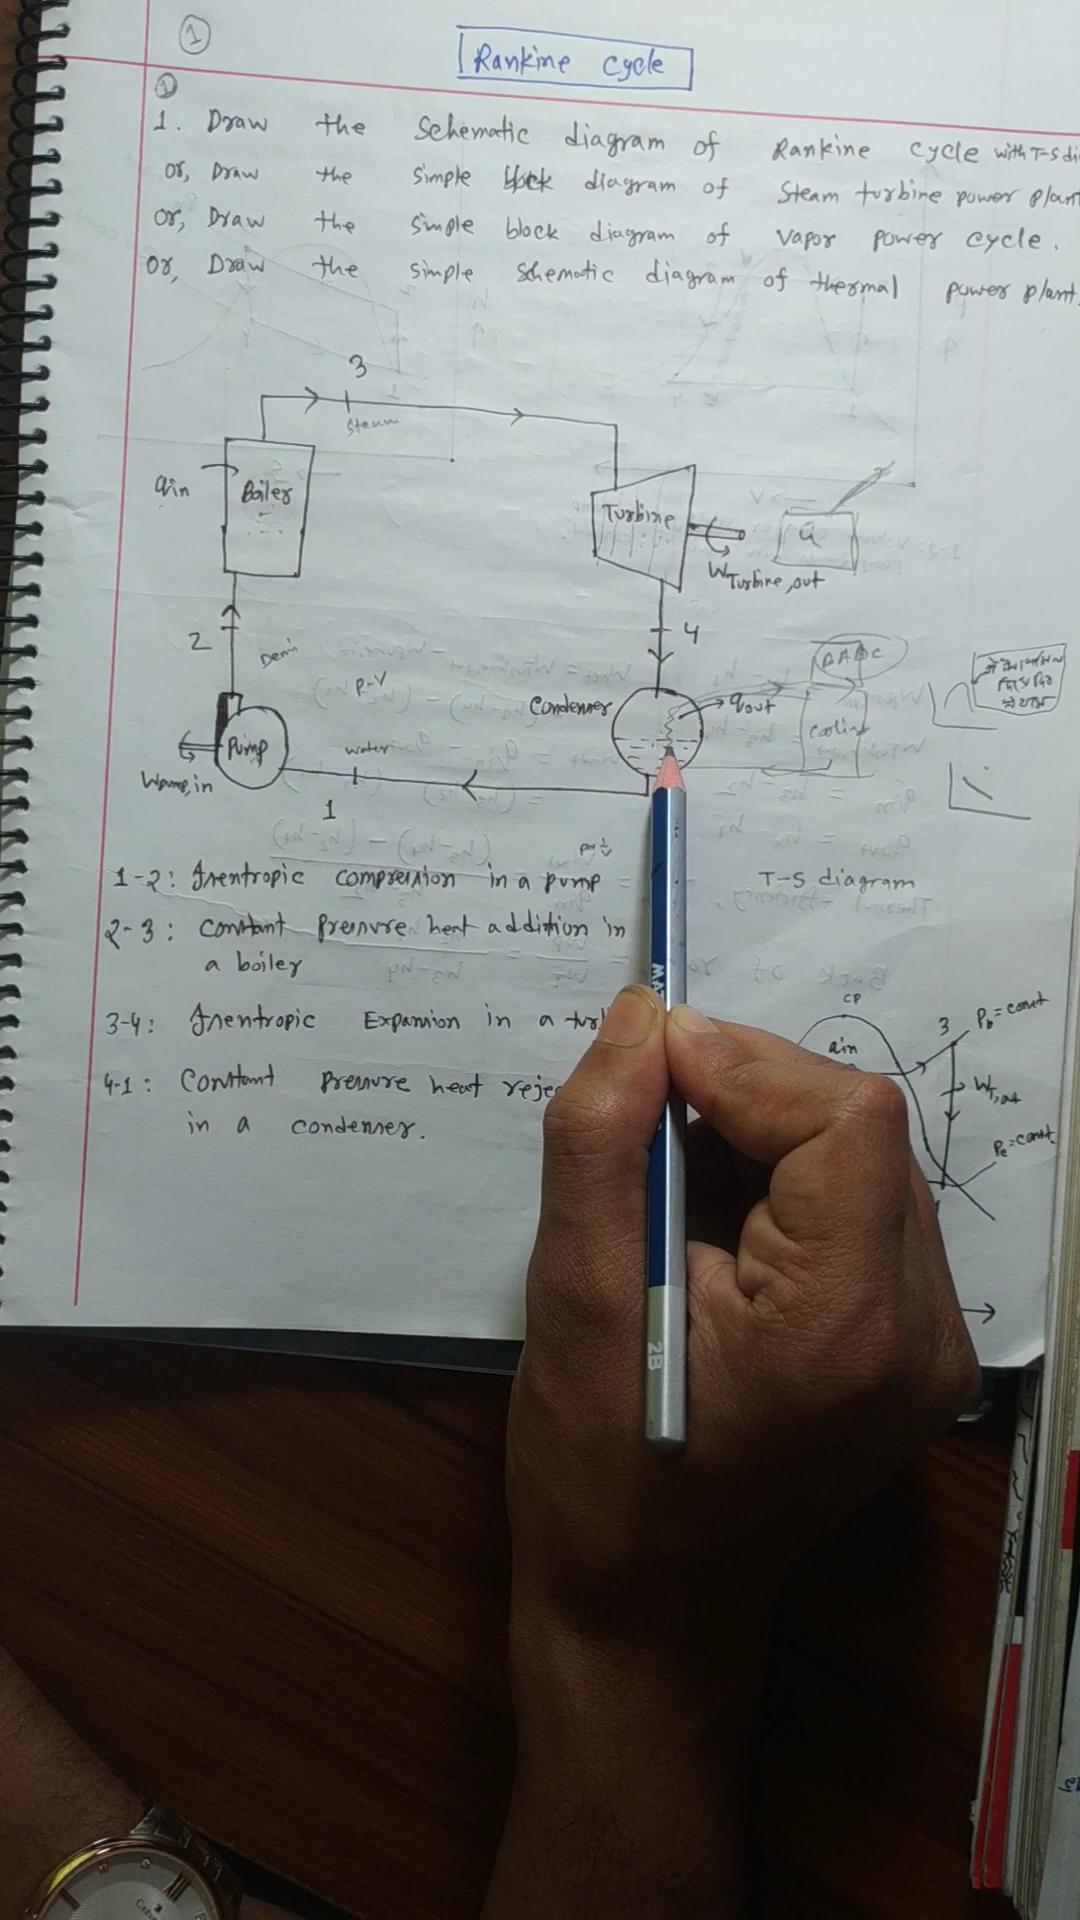 1
Rankine cycle
1. Draw the schematic diagram of Rankine cycle with T-S
or, Draw the simple block diagram of steam turbine power plant
or, Draw the simple block diagram of vapor power cycle.
or, Draw the simple schematic diagram of thermal power plant.
3
steam
qin
Boiler
Turbine
G
WTurbine,out
2
4
P-V
Condenser
qout
Pump
water
Wpump,in
1
1-2: Isentropic compression in a pump
T-S diagram
2-3: constant pressure heat addition in
a boiler
3-4: Isentropic Expansion in a
4-1: Constant pressure heat
in a condenser.
CP
3
Pb=const
qin
WT,out
Pc=const.
2B